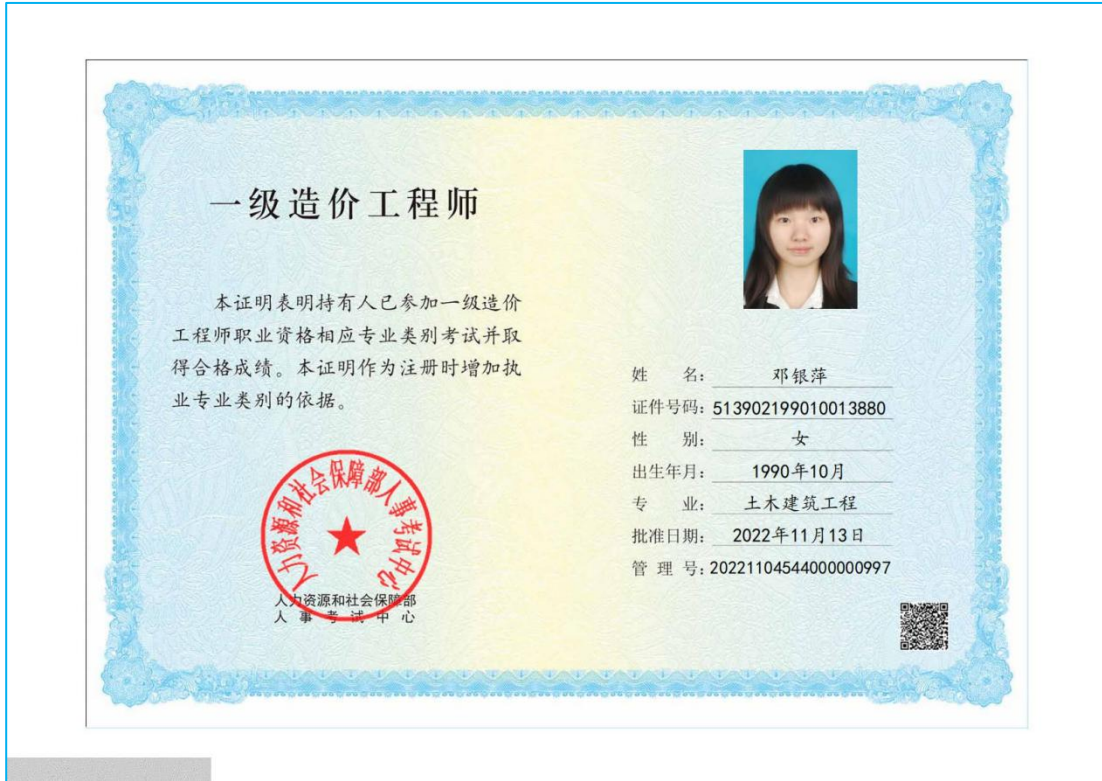 一级造价工程师
本证明表明持有人已参加一级造价
工程师职业资格相应专业类别考试并取
得合格成绩。本证明作为注册时增加执
业专业类别的依据。
人力资源和社会保障部人事考试中心
人力资源和社会保障部
人事考试中心
姓 名: 邓银萍
证件号码: 513902199010013880
性 别: 女
出生年月: 1990年10月
专 业: 土木建筑工程
批准日期: 2022年11月13日
管 理 号: 20221104544000000997